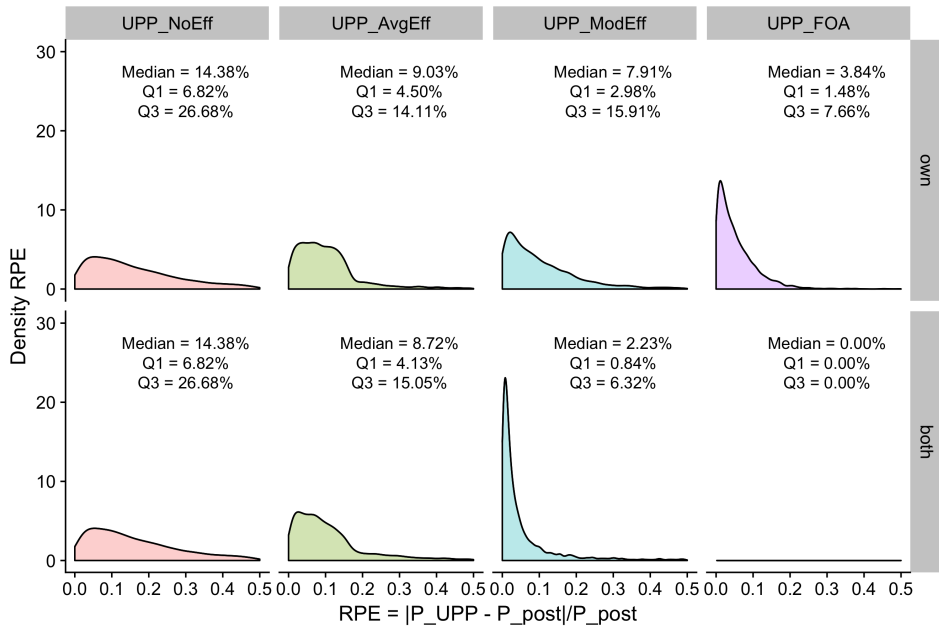 UPP_NoEff UPP_AvgEff UPP_ModEff UPP_FOA
30
20
10
0
Median = 14.38%
Q1 = 6.82%
Q3 = 26.68%
Median = 9.03%
Q1 = 4.50%
Q3 = 14.11%
Median = 7.91%
Q1 = 2.98%
Q3 = 15.91%
Median = 3.84%
Q1 = 1.48%
Q3 = 7.66%
own
Density RPE
30
20
10
0
Median = 14.38%
Q1 = 6.82%
Q3 = 26.68%
Median = 8.72%
Q1 = 4.13%
Q3 = 15.05%
Median = 2.23%
Q1 = 0.84%
Q3 = 6.32%
Median = 0.00%
Q1 = 0.00%
Q3 = 0.00%
both
0.0 0.1 0.2 0.3 0.4 0.5 0.0 0.1 0.2 0.3 0.4 0.5 0.0 0.1 0.2 0.3 0.4 0.5 0.0 0.1 0.2 0.3 0.4 0.5
RPE = |P_UPP - P_post|/P_post